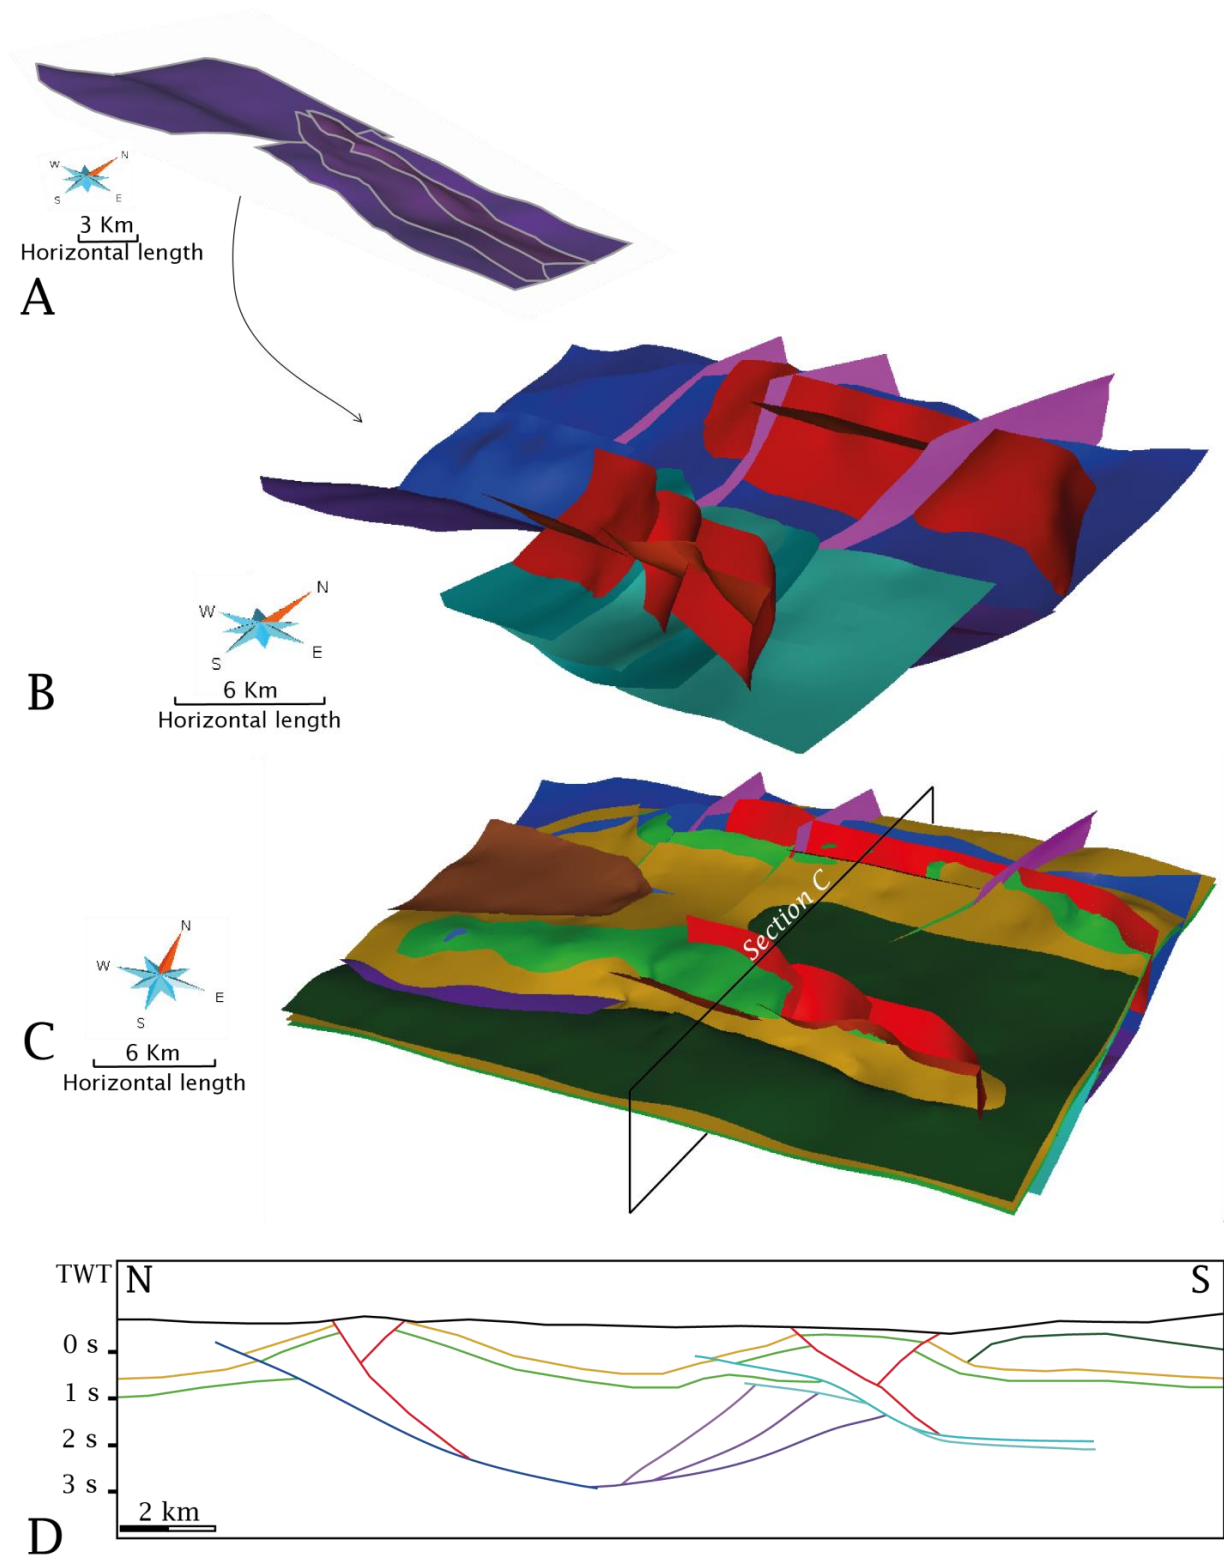 W N
S E
3 Km
Horizontal length
A
N
W
S E
6 Km
Horizontal length
B
N
W
E
S
6 Km
Horizontal length
C
Section C
TWT N S
0 s
1 s
2 s
3 s
2 km
D